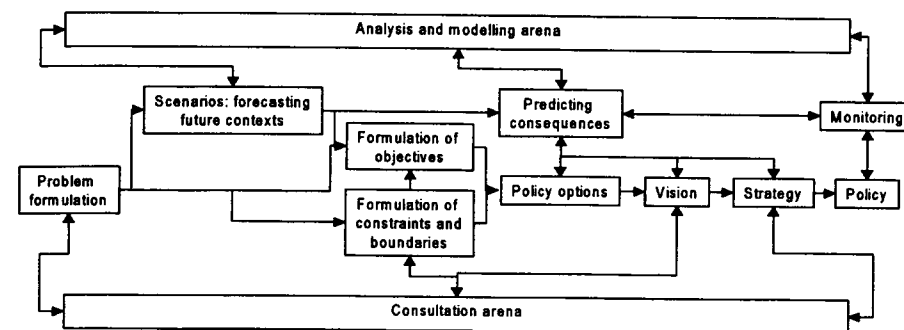 Analysis and modelling arena
Scenarios: forecasting
future contexts
Predicting
consequences
Monitoring
Formulation of
objectives
Problem
formulation
Policy options
Vision
Strategy
Policy
Formulation of
constraints and
boundaries
Consultation arena